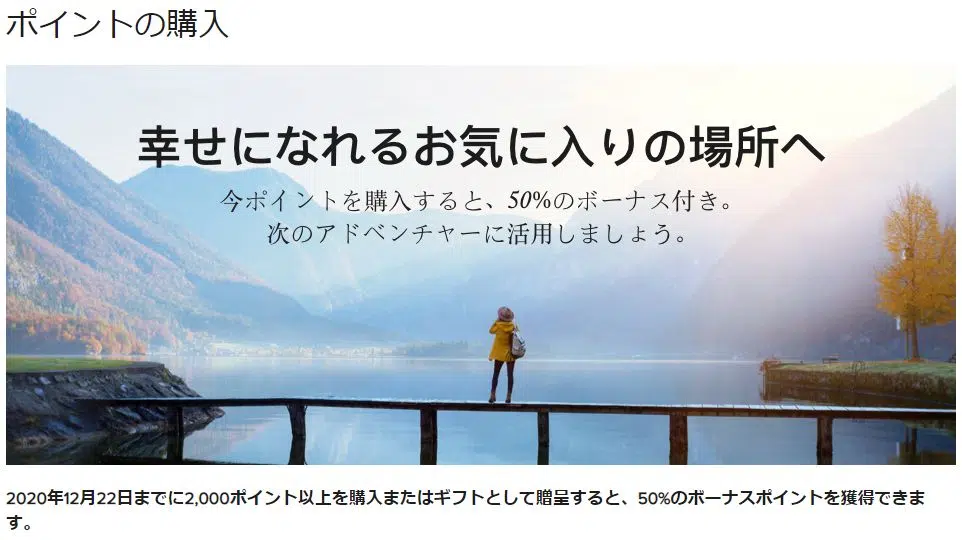 ポイントの購入
幸せになれるお気に入りの場所へ
今ポイントを購入すると、50%のボーナス付き。
次のアドベンチャーに活用しましょう。
2020年12月22日までに2,000ポイント以上を購入またはギフトとして贈呈すると、50%のボーナスポイントを獲得できま
す。